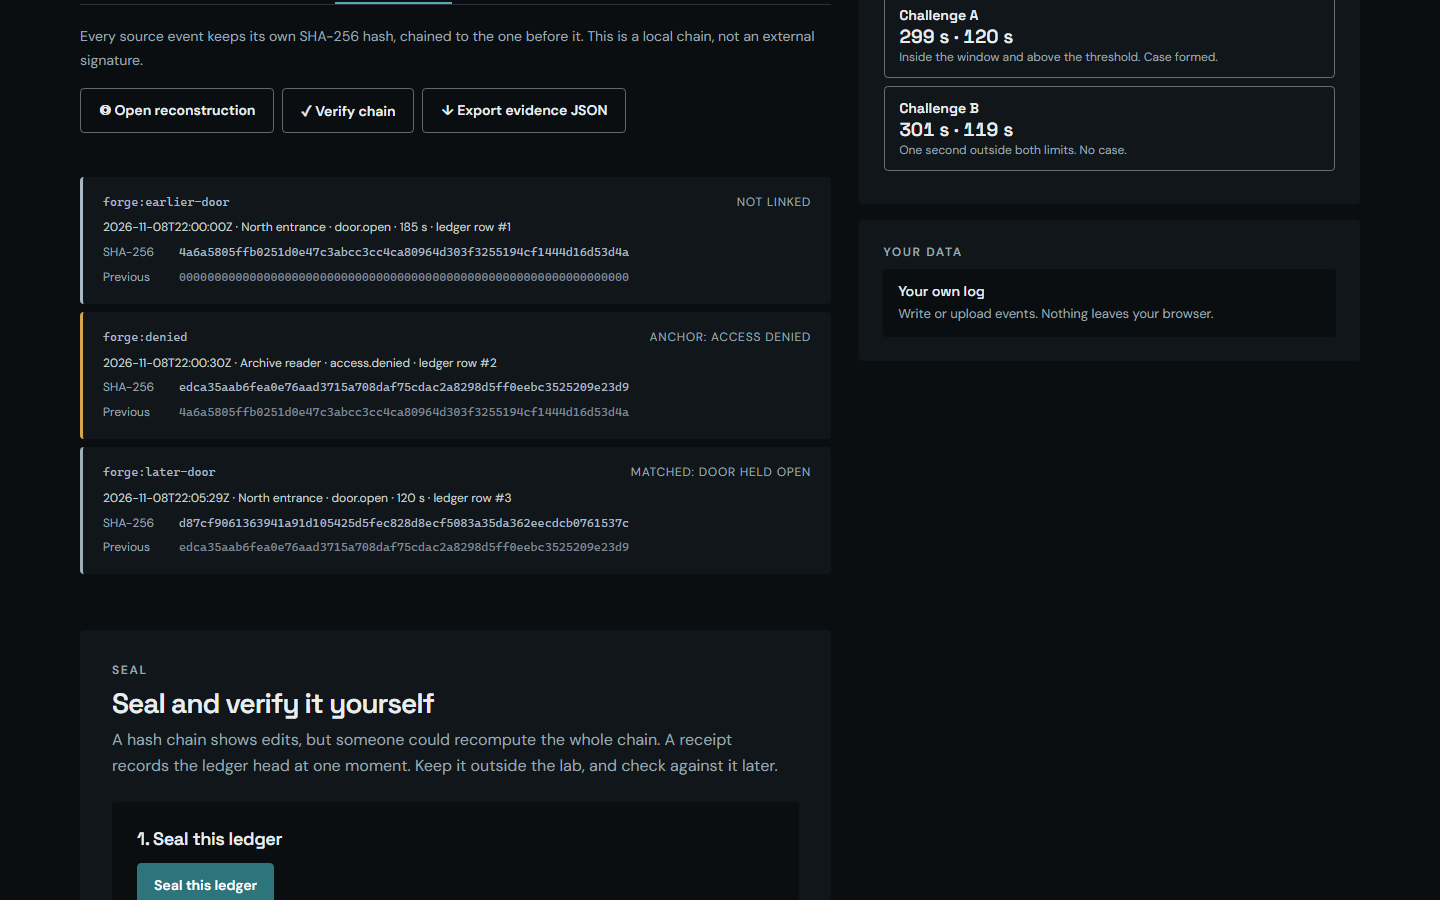 Every source event keeps its own SHA-256 hash, chained to the one before it. This is a local chain, not an external
signature.
Open reconstruction
✓ Verify chain
↓ Export evidence JSON
forge:earlier-door
NOT LINKED
2026-11-08T22:00:00Z · North entrance · door.open · 185 s · ledger row #1
SHA-256 4a6a5805ffb0251d0e47c3abcc3cc4ca80964d303f3255194cf1444d16d53d4a
Previous 0000000000000000000000000000000000000000000000000000000000000000
forge:denied
ANCHOR: ACCESS DENIED
2026-11-08T22:00:30Z · Archive reader · access.denied · ledger row #2
SHA-256 edca35aab6fea0e76aad3715a708daf75cdac2a8298d5ff0eebc3525209e23d9
Previous 4a6a5805ffb0251d0e47c3abcc3cc4ca80964d303f3255194cf1444d16d53d4a
forge:later-door
MATCHED: DOOR HELD OPEN
2026-11-08T22:05:29Z · North entrance · door.open · 120 s · ledger row #3
SHA-256 d87cf9061363941a91d105425d5fec828d8ecf5083a35da362eecdcb0761537c
Previous edca35aab6fea0e76aad3715a708daf75cdac2a8298d5ff0eebc3525209e23d9
SEAL
Seal and verify it yourself
A hash chain shows edits, but someone could recompute the whole chain. A receipt
records the ledger head at one moment. Keep it outside the lab, and check against it later.
1. Seal this ledger
Seal this ledger
Challenge A
299 s · 120 s
Inside the window and above the threshold. Case formed.
Challenge B
301 s · 119 s
One second outside both limits. No case.
YOUR DATA
Your own log
Write or upload events. Nothing leaves your browser.